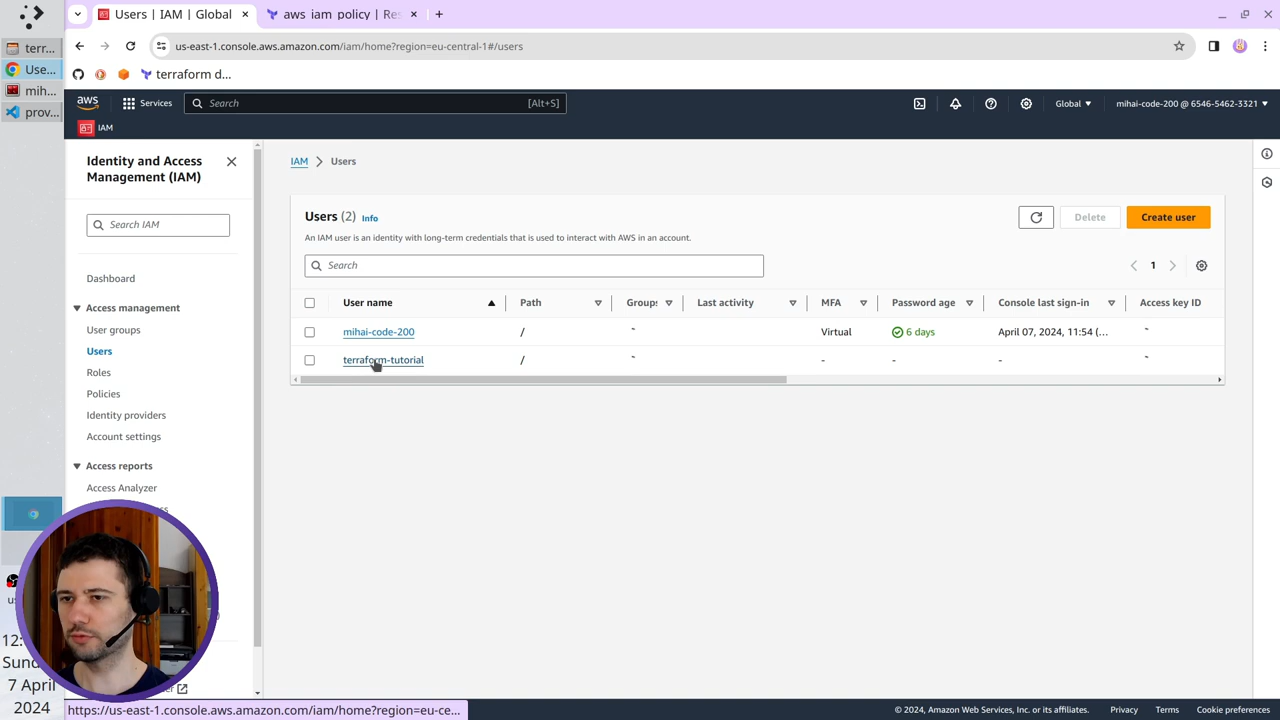 terr...
Use...
mih...
prov...
Users | IAM | Global
aws_iam_policy | Res
us-east-1.console.aws.amazon.com/iam/home?region=eu-central-1#/users
terraform d...
aws
Services
Search
[Alt+S]
Global
mihai-code-200 @ 6546-5462-3321
IAM
Identity and Access
Management (IAM)
Search IAM
Dashboard
Access management
User groups
Users
Roles
Policies
Identity providers
Account settings
Access reports
Access Analyzer
IAM > Users
Users (2) Info
Delete
Create user
An IAM user is an identity with long-term credentials that is used to interact with AWS in an account.
Search
1
User name Path Groups Last activity MFA Password age Console last sign-in Access key ID
mihai-code-200 / - Virtual 6 days April 07, 2024, 11:54 (... -
terraform-tutorial / - - - - -
12:
Sunday
7 April
2024
https://us-east-1.console.aws.amazon.com/iam/home?region=eu-ce...
© 2024, Amazon Web Services, Inc. or its affiliates.
Privacy
Terms
Cookie preferences